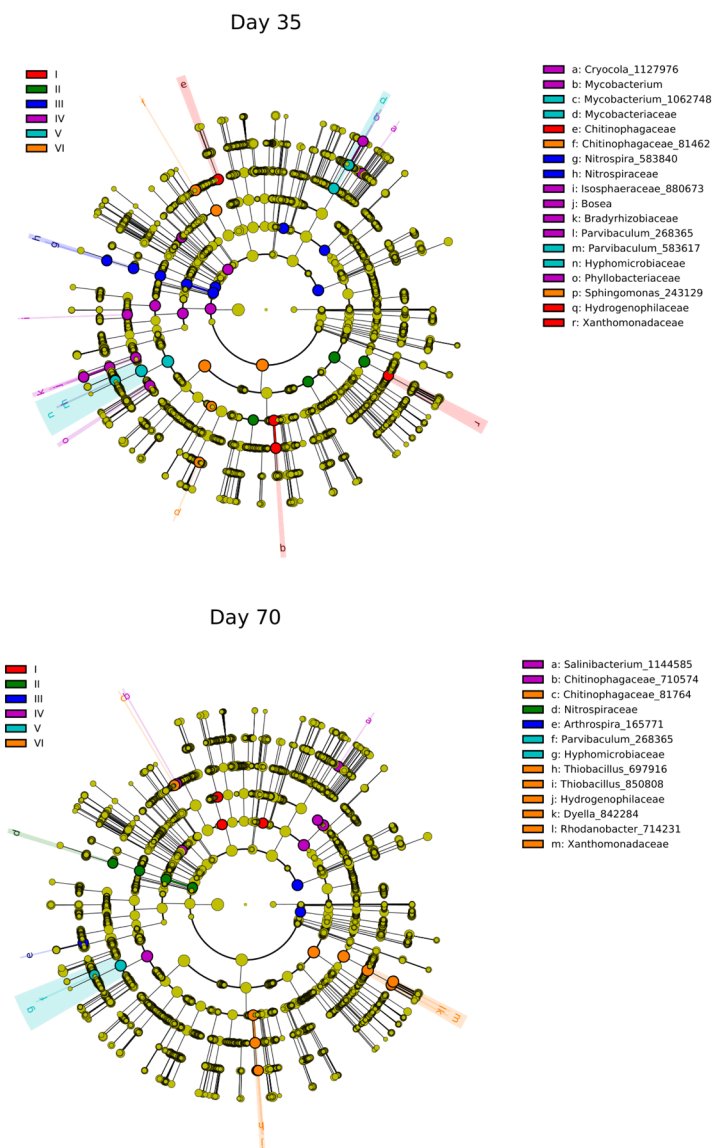 Day 35
I
II
III
IV
V
VI
a: Cryocola_1127976
b: Mycobacterium
c: Mycobacterium_1062748
d: Mycobacteriaceae
e: Chitinophagaceae
f: Chitinophagaceae_81462
g: Nitrospira_583840
h: Nitrospiraceae
i: Isosphaeraceae_880673
j: Bosea
k: Bradyrhizobiaceae
l: Parvibaculum_268365
m: Parvibaculum_583617
n: Hyphomicrobiaceae
o: Phyllobacteriaceae
p: Sphingomonas_243129
q: Hydrogenophilaceae
r: Xanthomonadaceae
e
f
d
b
a
h
g
i
k
l
m
n
o
p
q
r
Day 70
I
II
III
IV
V
VI
a: Salinibacterium_1144585
b: Chitinophagaceae_710574
c: Chitinophagaceae_81764
d: Nitrospiraceae
e: Arthrospira_165771
f: Parvibaculum_268365
g: Hyphomicrobiaceae
h: Thiobacillus_697916
i: Thiobacillus_850808
j: Hydrogenophilaceae
k: Dyella_842284
l: Rhodanobacter_714231
m: Xanthomonadaceae
b
c
a
d
e
f
g
m
l
k
h